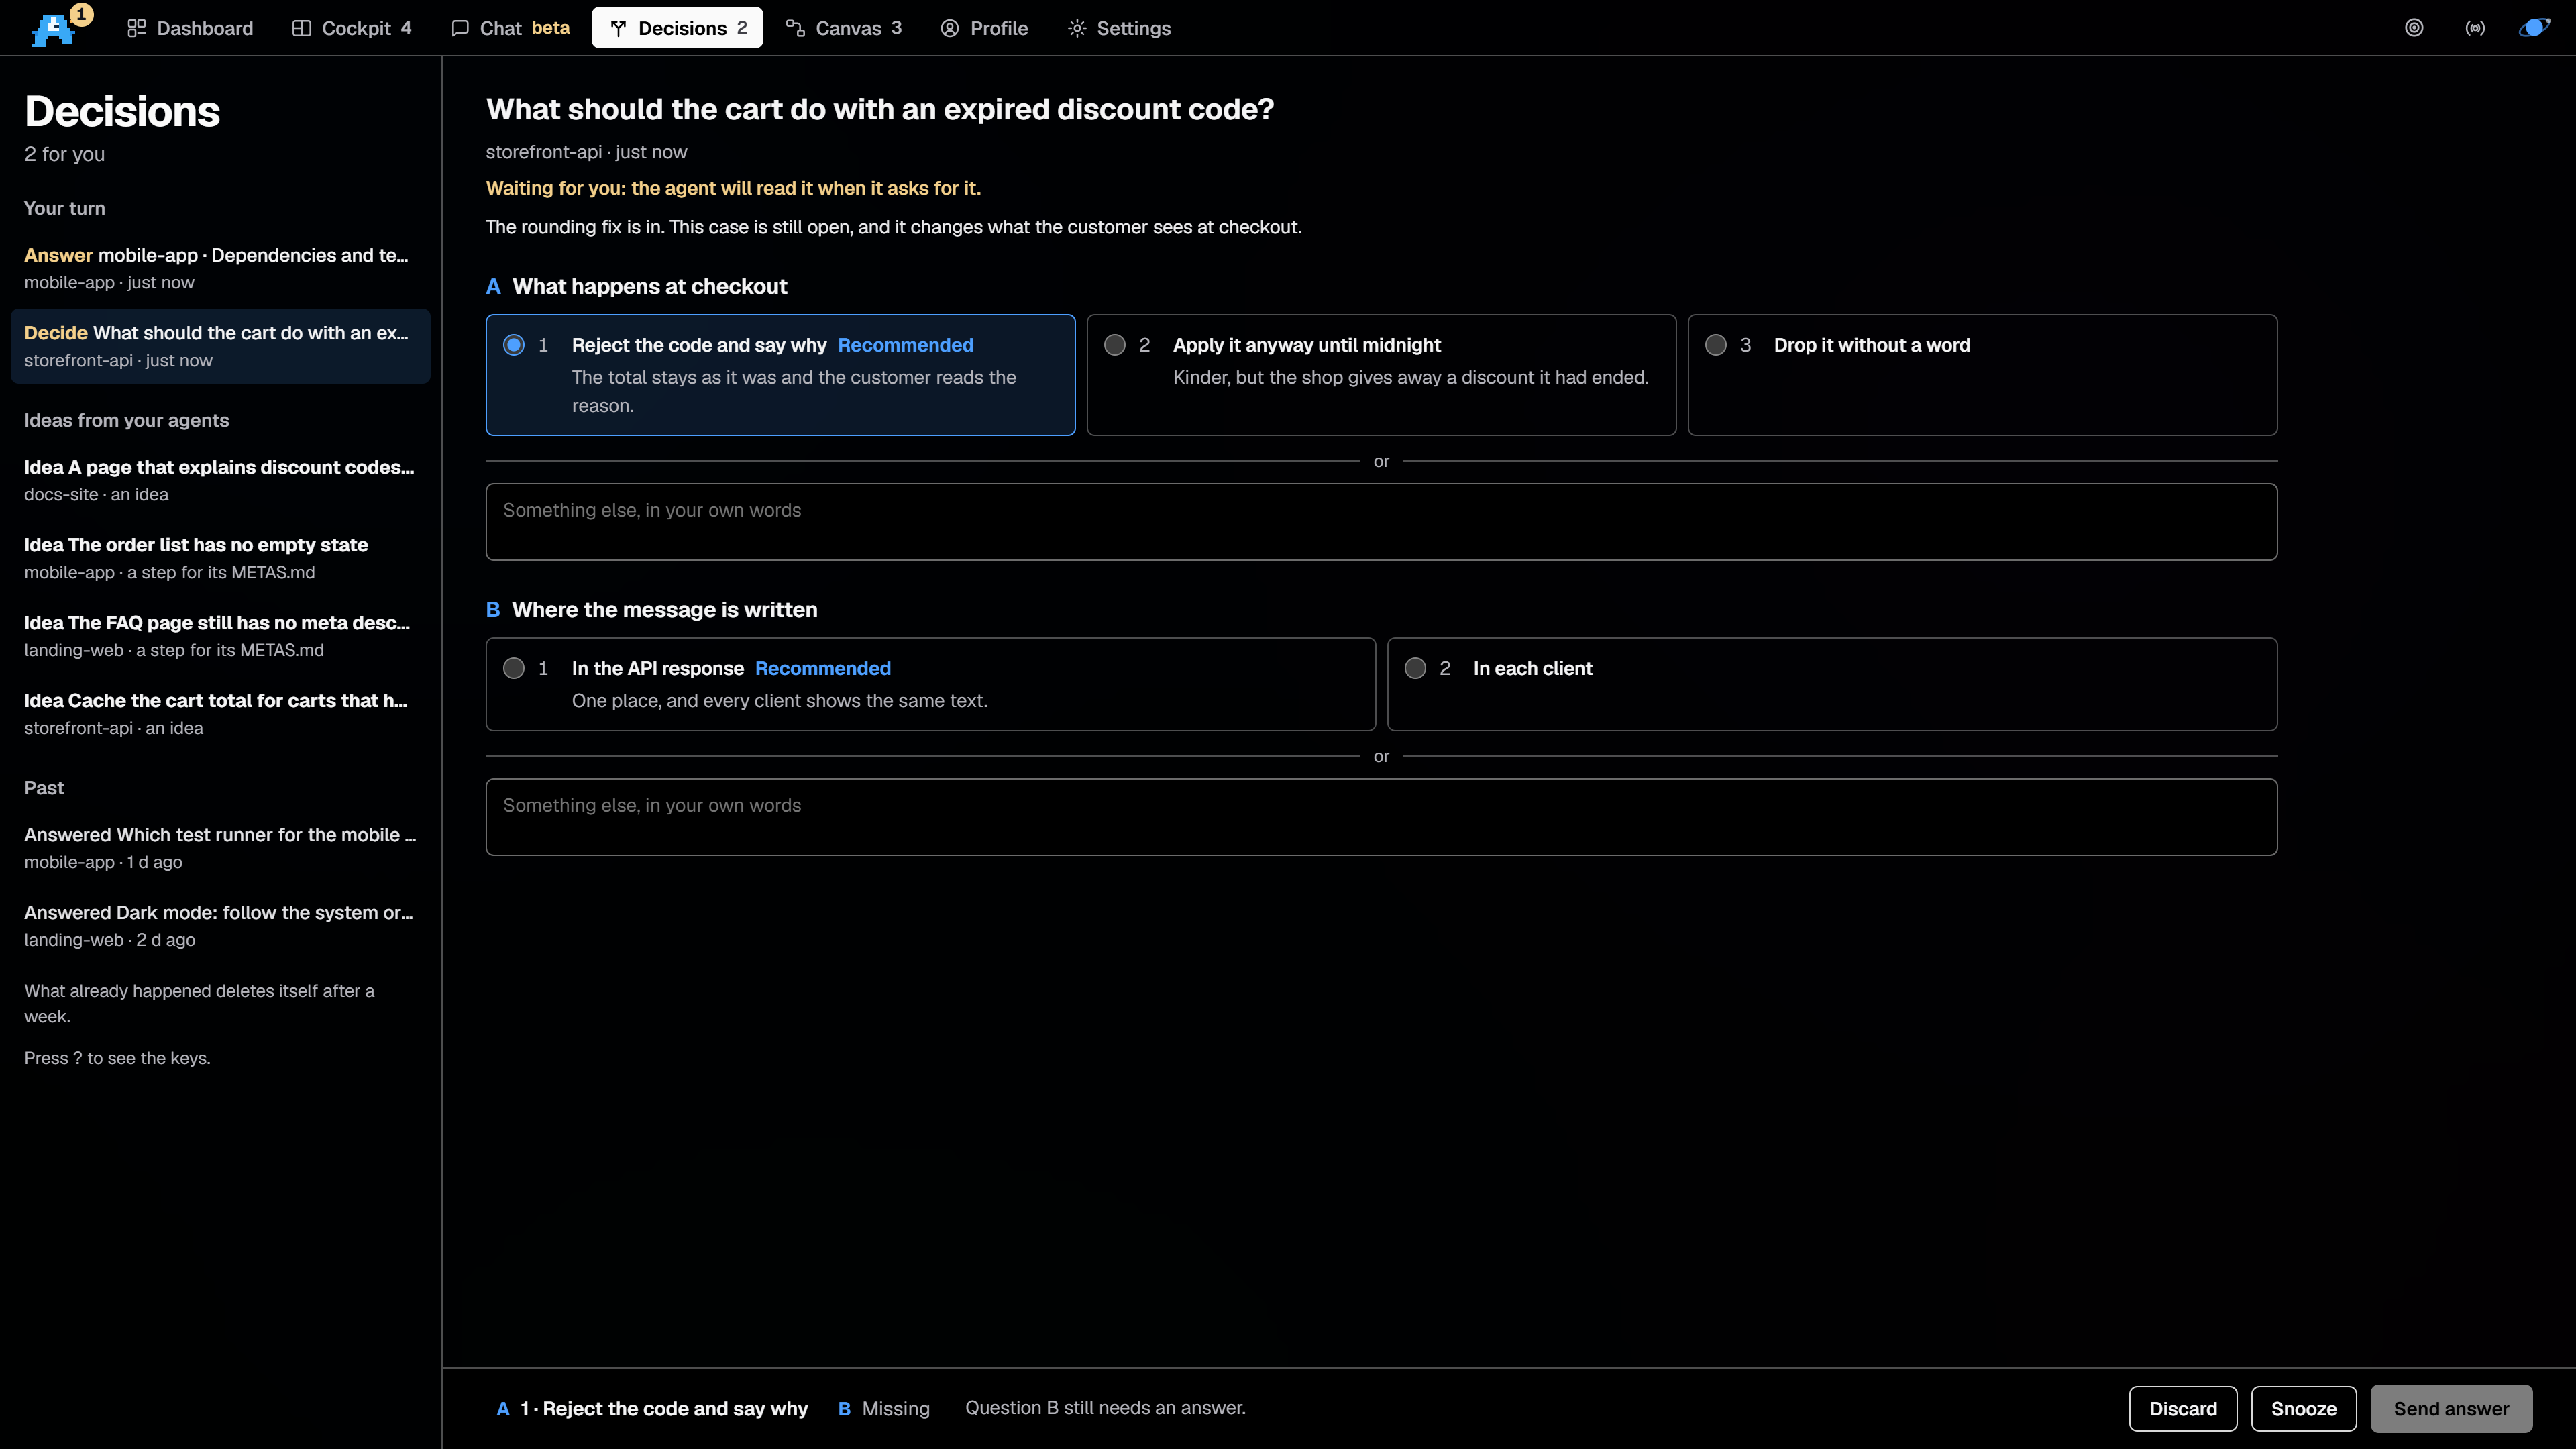 1
Dashboard
Cockpit 4
Chat beta
Decisions 2
Canvas 3
Profile
Settings
Decisions
2 for you
Your turn
Answer mobile-app · Dependencies and te...
mobile-app · just now
Decide What should the cart do with an ex...
storefront-api · just now
Ideas from your agents
Idea A page that explains discount codes...
docs-site · an idea
Idea The order list has no empty state
mobile-app · a step for its METAS.md
Idea The FAQ page still has no meta desc...
landing-web · a step for its METAS.md
Idea Cache the cart total for carts that h...
storefront-api · an idea
Past
Answered Which test runner for the mobile ...
mobile-app · 1 d ago
Answered Dark mode: follow the system or...
landing-web · 2 d ago
What already happened deletes itself after a
week.
Press ? to see the keys.
What should the cart do with an expired discount code?
storefront-api · just now
Waiting for you: the agent will read it when it asks for it.
The rounding fix is in. This case is still open, and it changes what the customer sees at checkout.
A What happens at checkout
1 Reject the code and say why Recommended
The total stays as it was and the customer reads the
reason.
2 Apply it anyway until midnight
Kinder, but the shop gives away a discount it had ended.
3 Drop it without a word
or
Something else, in your own words
B Where the message is written
1 In the API response Recommended
One place, and every client shows the same text.
2 In each client
or
Something else, in your own words
A 1 · Reject the code and say why B Missing Question B still needs an answer.
Discard
Snooze
Send answer